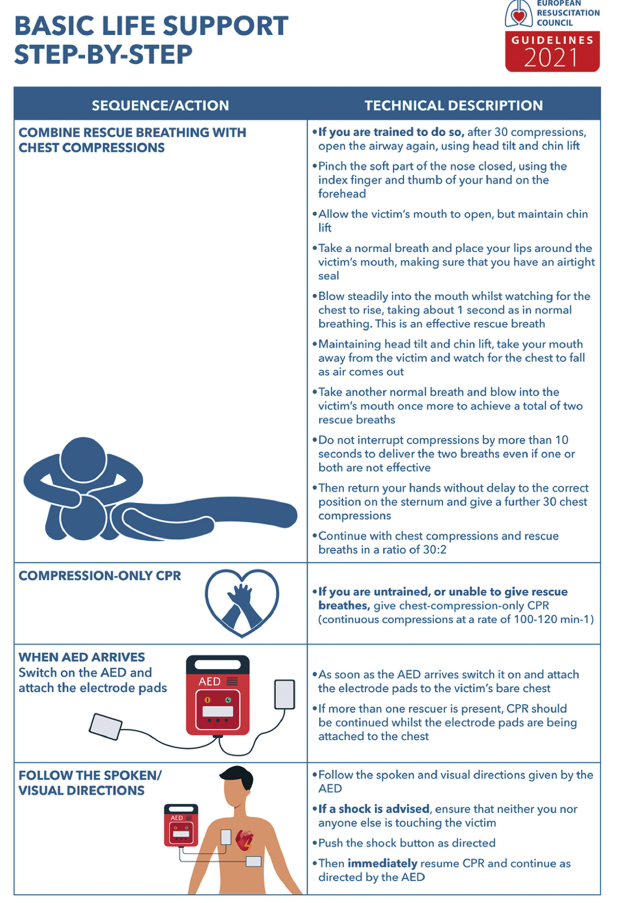 BASIC LIFE SUPPORT
STEP-BY-STEP
EUROPEAN
RESUSCITATION
COUNCIL
GUIDELINES
2021
SEQUENCE/ACTION
TECHNICAL DESCRIPTION
COMBINE RESCUE BREATHING WITH
CHEST COMPRESSIONS
•If you are trained to do so, after 30 compressions,
open the airway again, using head tilt and chin lift
•Pinch the soft part of the nose closed, using the
index finger and thumb of your hand on the
forehead
•Allow the victim's mouth to open, but maintain chin
lift
•Take a normal breath and place your lips around the
victim's mouth, making sure that you have an airtight
seal
•Blow steadily into the mouth whilst watching for the
chest to rise, taking about 1 second as in normal
breathing. This is an effective rescue breath
•Maintaining head tilt and chin lift, take your mouth
away from the victim and watch for the chest to fall
as air comes out
•Take another normal breath and blow into the
victim's mouth once more to achieve a total of two
rescue breaths
•Do not interrupt compressions by more than 10
seconds to deliver the two breaths even if one or
both are not effective
•Then return your hands without delay to the correct
position on the sternum and give a further 30 chest
compressions
•Continue with chest compressions and rescue
breaths in a ratio of 30:2
COMPRESSION-ONLY CPR
•If you are untrained, or unable to give rescue
breathes, give chest-compression-only CPR
(continuous compressions at a rate of 100-120 min-1)
WHEN AED ARRIVES
Switch on the AED and
attach the electrode pads
AED
•As soon as the AED arrives switch it on and attach
the electrode pads to the victim's bare chest
•If more than one rescuer is present, CPR should
be continued whilst the electrode pads are being
attached to the chest
FOLLOW THE SPOKEN/
VISUAL DIRECTIONS
AED
•Follow the spoken and visual directions given by the
AED
•If a shock is advised, ensure that neither you nor
anyone else is touching the victim
•Push the shock button as directed
•Then immediately resume CPR and continue as
directed by the AED